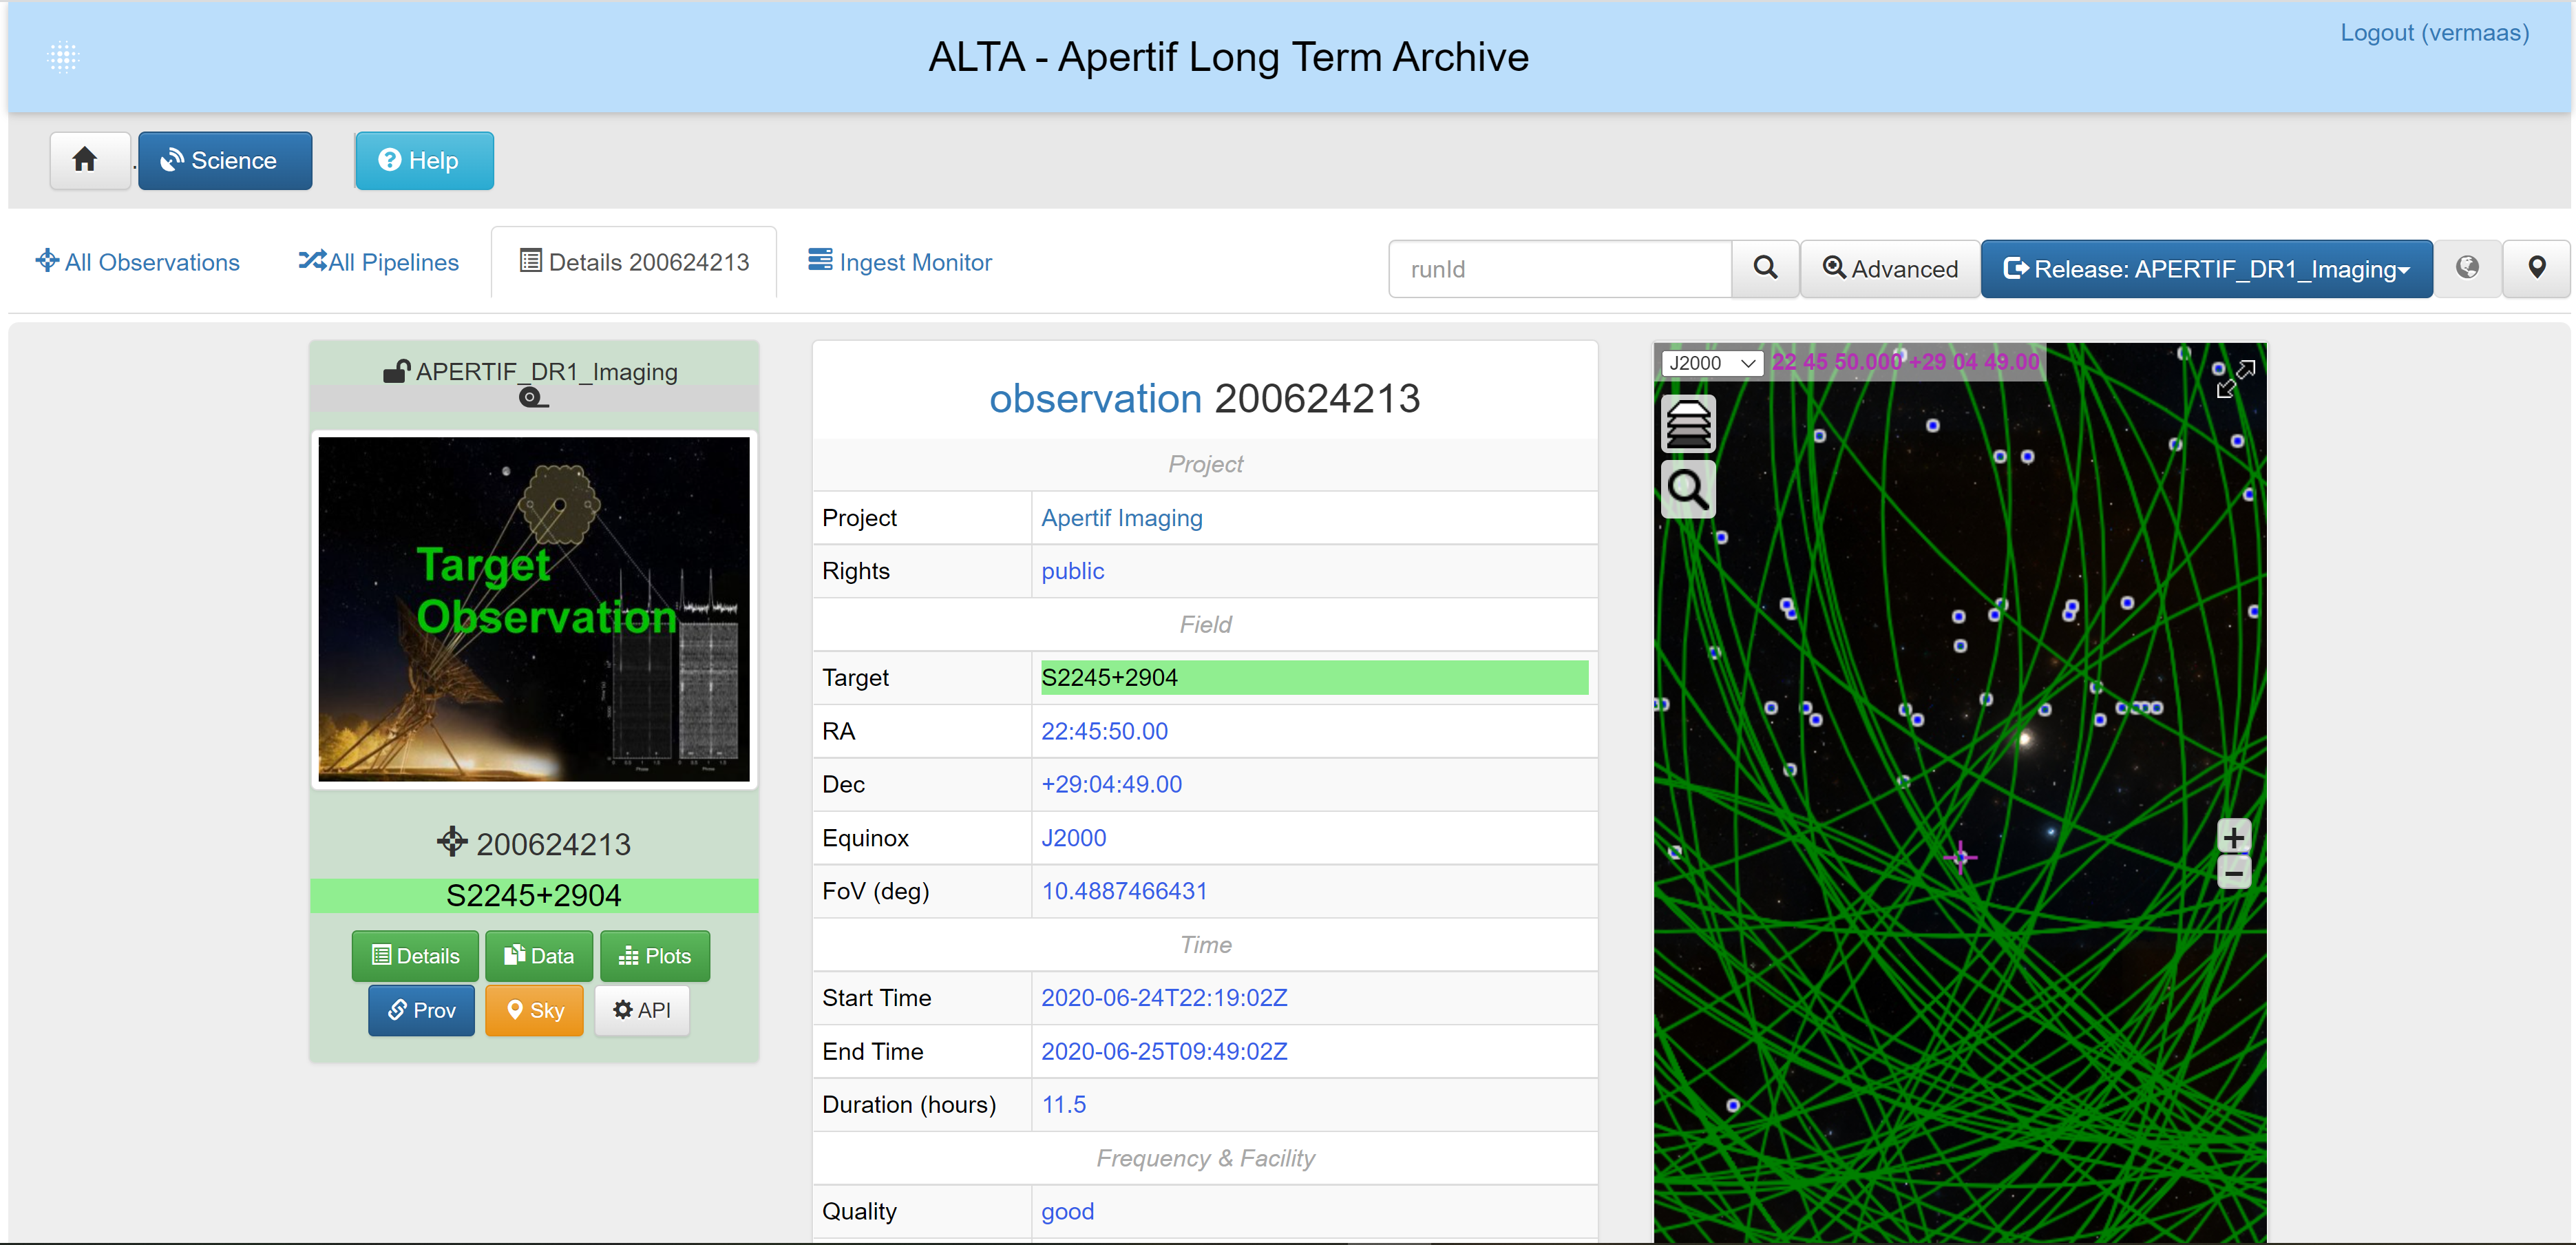 Logout (vermaas)
ALTA - Apertif Long Term Archive
Science
Help
All Observations
All Pipelines
Details 200624213
Ingest Monitor
runId
Advanced
Release: APERTIF_DR1_Imaging
APERTIF_DR1_Imaging
Target
Observation
200624213
S2245+2904
Details
Data
Plots
Prov
Sky
API
observation 200624213
Project
Project Apertif Imaging
Rights public
Field
Target S2245+2904
RA 22:45:50.00
Dec +29:04:49.00
Equinox J2000
FoV (deg) 10.4887466431
Time
Start Time 2020-06-24T22:19:02Z
End Time 2020-06-25T09:49:02Z
Duration (hours) 11.5
Frequency & Facility
Quality good
J2000 22 45 50.000 +29 04 49.00